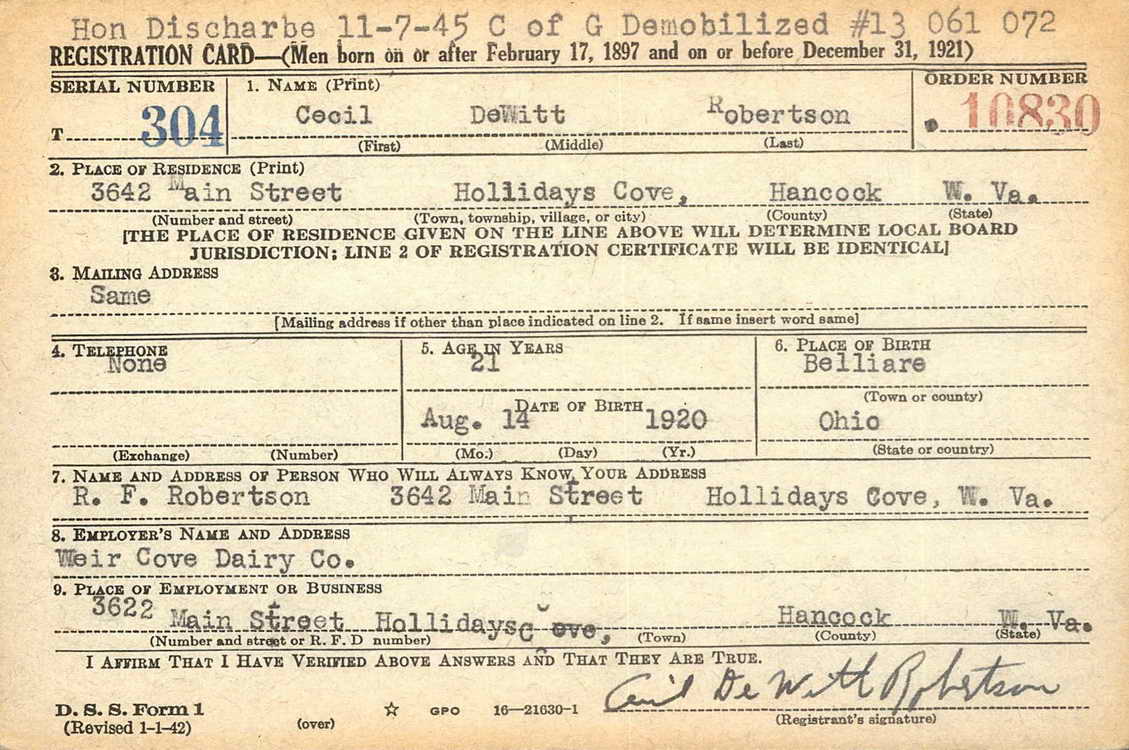 Hon Discharbe 11-7-45 C of G Demobilized #13 061 072
REGISTRATION CARD—(Men born on or after February 17, 1897 and on or before December 31, 1921)
SERIAL NUMBER 1. NAME (Print) ORDER NUMBER
T 304 Cecil DeWitt Robertson 10830
(First) (Middle) (Last)
2. PLACE OF RESIDENCE (Print)
3642 Main Street Hollidays Cove, Hancock W. Va.
(Number and street) (Town, township, village, or city) (County) (State)
[THE PLACE OF RESIDENCE GIVEN ON THE LINE ABOVE WILL DETERMINE LOCAL BOARD
JURISDICTION; LINE 2 OF REGISTRATION CERTIFICATE WILL BE IDENTICAL]
3. MAILING ADDRESS
Same
[Mailing address if other than place indicated on line 2. If same insert word same]
4. TELEPHONE 5. AGE IN YEARS 6. PLACE OF BIRTH
None 21 Belliare
(Town or county)
DATE OF BIRTH
Aug. 14 1920 Ohio
(Exchange) (Number) (Mo.) (Day) (Yr.) (State or country)
7. NAME AND ADDRESS OF PERSON WHO WILL ALWAYS KNOW YOUR ADDRESS
R. F. Robertson 3642 Main Street Hollidays Cove, W. Va.
8. EMPLOYER'S NAME AND ADDRESS
Weir Cove Dairy Co.
9. PLACE OF EMPLOYMENT OR BUSINESS
3622 Main Street Hollidays Cove, Hancock W. Va.
(Number and street or R. F. D number) (Town) (County) (State)
I AFFIRM THAT I HAVE VERIFIED ABOVE ANSWERS AND THAT THEY ARE TRUE.
Cecil DeWitt Robertson
D. S. S. Form 1 (over) ☆ GPO 16—21630-1 (Registrant's signature)
(Revised 1-1-42)